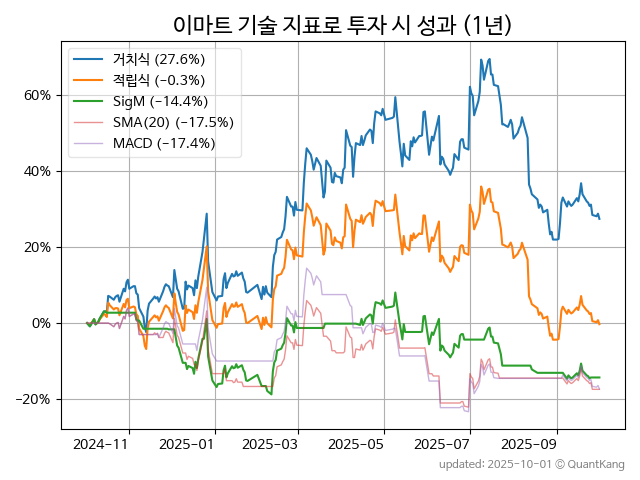 이마트 기술 지표로 투자 시 성과 (1년)
거치식 (27.6%)
적립식 (−0.3%)
SigM (−14.4%)
SMA(20) (−17.5%)
MACD (−17.4%)
60%
40%
20%
0%
−20%
2024-11 2025-01 2025-03 2025-05 2025-07 2025-09
updated: 2025-10-01 © QuantKang